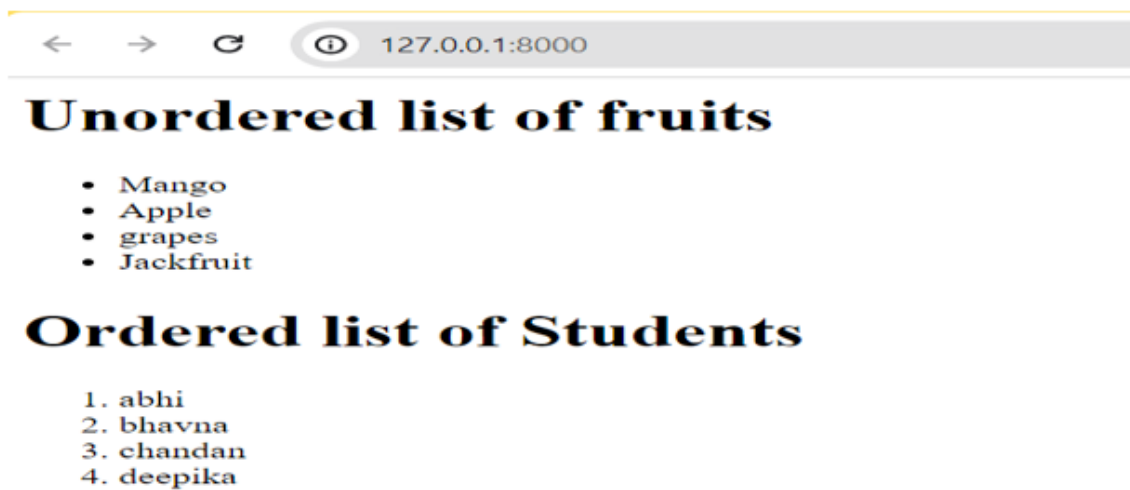 127.0.0.1:8000
Unordered list of fruits
• Mango
• Apple
• grapes
• Jackfruit
Ordered list of Students
1. abhi
2. bhavna
3. chandan
4. deepika